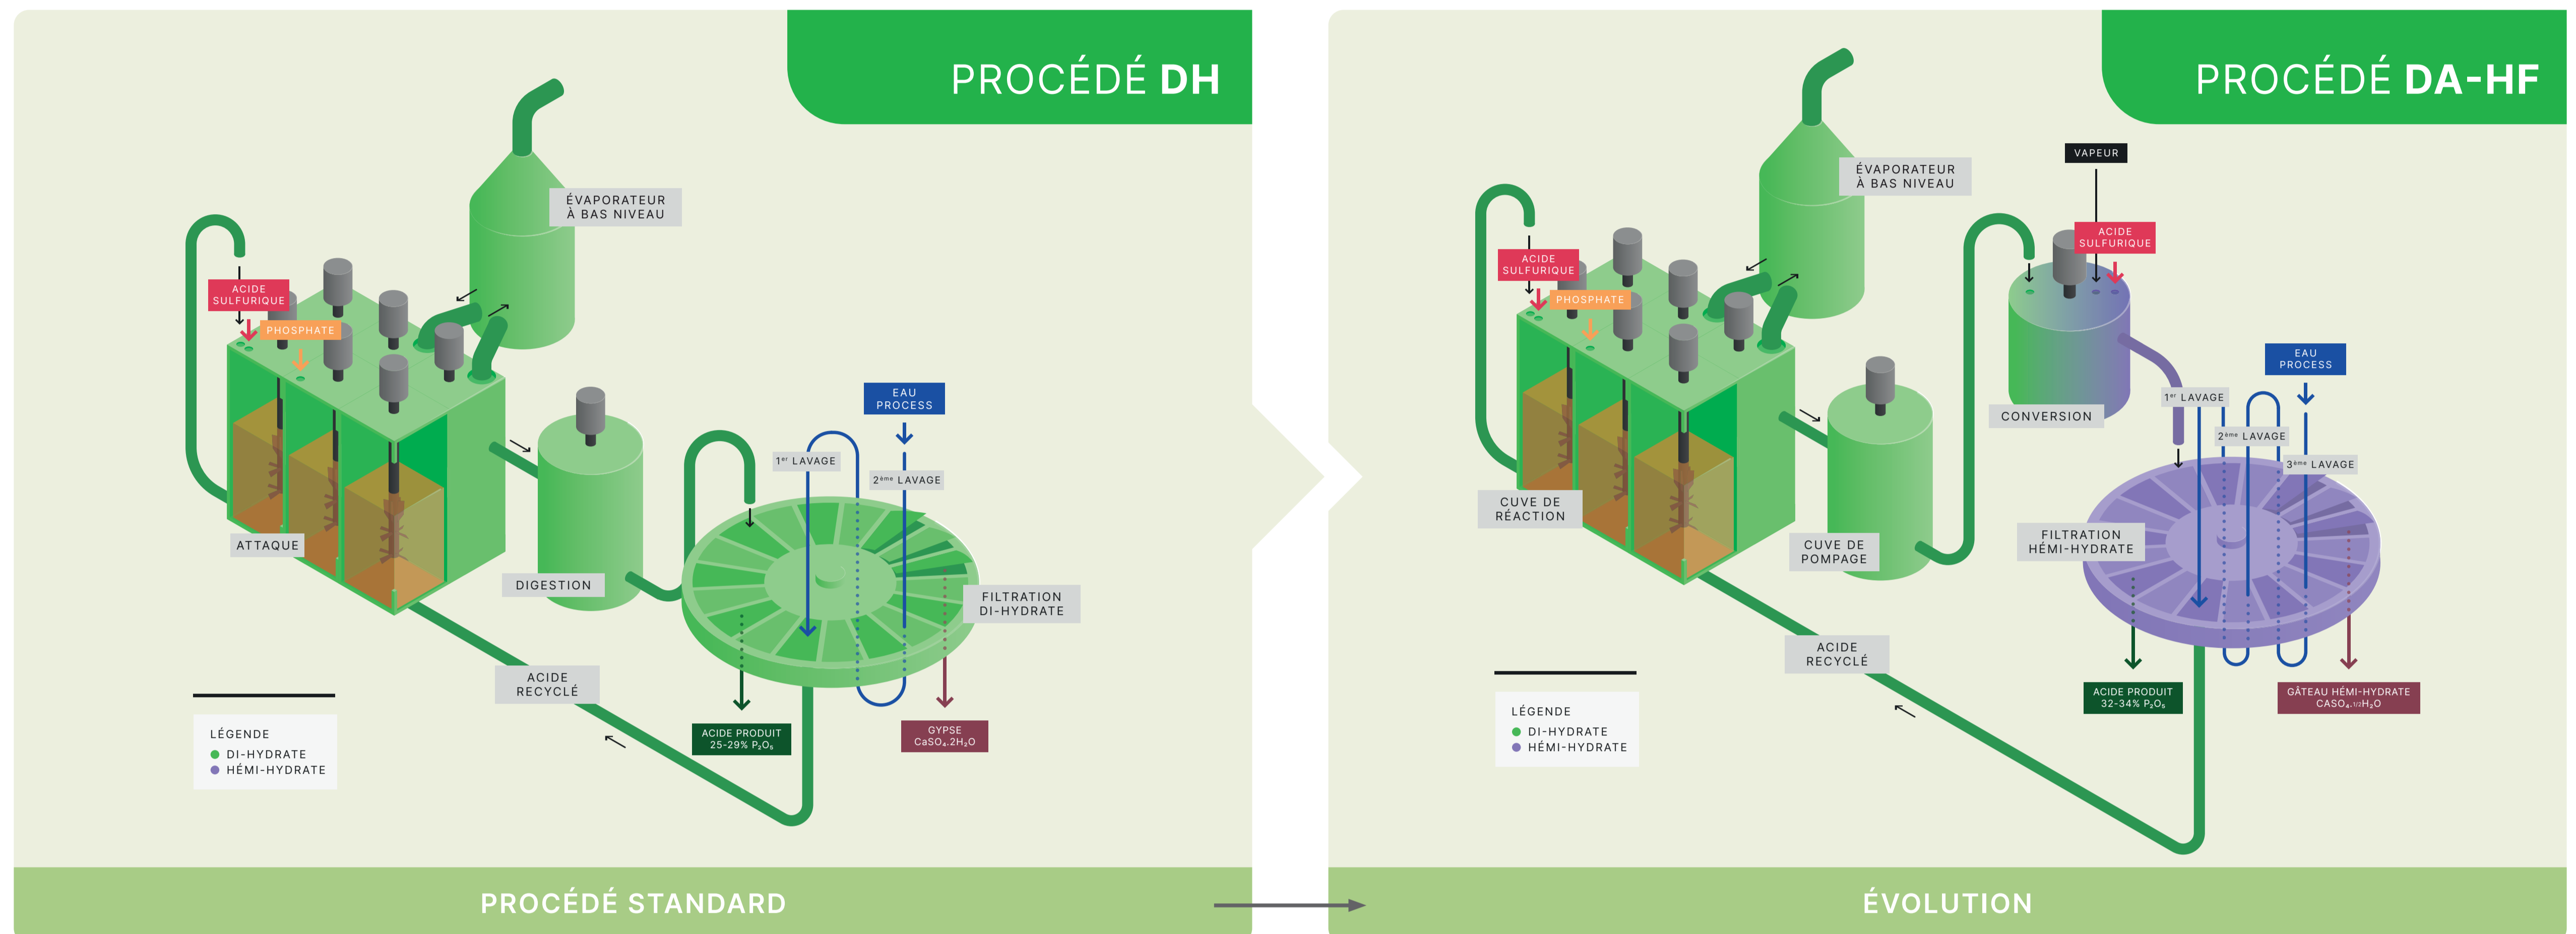 PROCÉDÉ DH
ÉVAPORATEUR
À BAS NIVEAU
ACIDE
SULFURIQUE
PHOSPHATE
EAU
PROCESS
1er LAVAGE
2ème LAVAGE
ATTAQUE
DIGESTION
FILTRATION
DI-HYDRATE
ACIDE
RECYCLÉ
ACIDE PRODUIT
25-29% P₂O₅
GYPSE
CaSO₄.2H₂O
LÉGENDE
DI-HYDRATE
HÉMI-HYDRATE
PROCÉDÉ STANDARD
PROCÉDÉ DA-HF
VAPEUR
ÉVAPORATEUR
À BAS NIVEAU
ACIDE
SULFURIQUE
ACIDE
SULFURIQUE
PHOSPHATE
EAU
PROCESS
1er LAVAGE
CONVERSION
2ème LAVAGE
3ème LAVAGE
CUVE DE
RÉACTION
CUVE DE
POMPAGE
FILTRATION
HÉMI-HYDRATE
ACIDE
RECYCLÉ
ACIDE PRODUIT
32-34% P₂O₅
GÂTEAU HÉMI-HYDRATE
CASO₄.1/2H₂O
LÉGENDE
DI-HYDRATE
HÉMI-HYDRATE
ÉVOLUTION